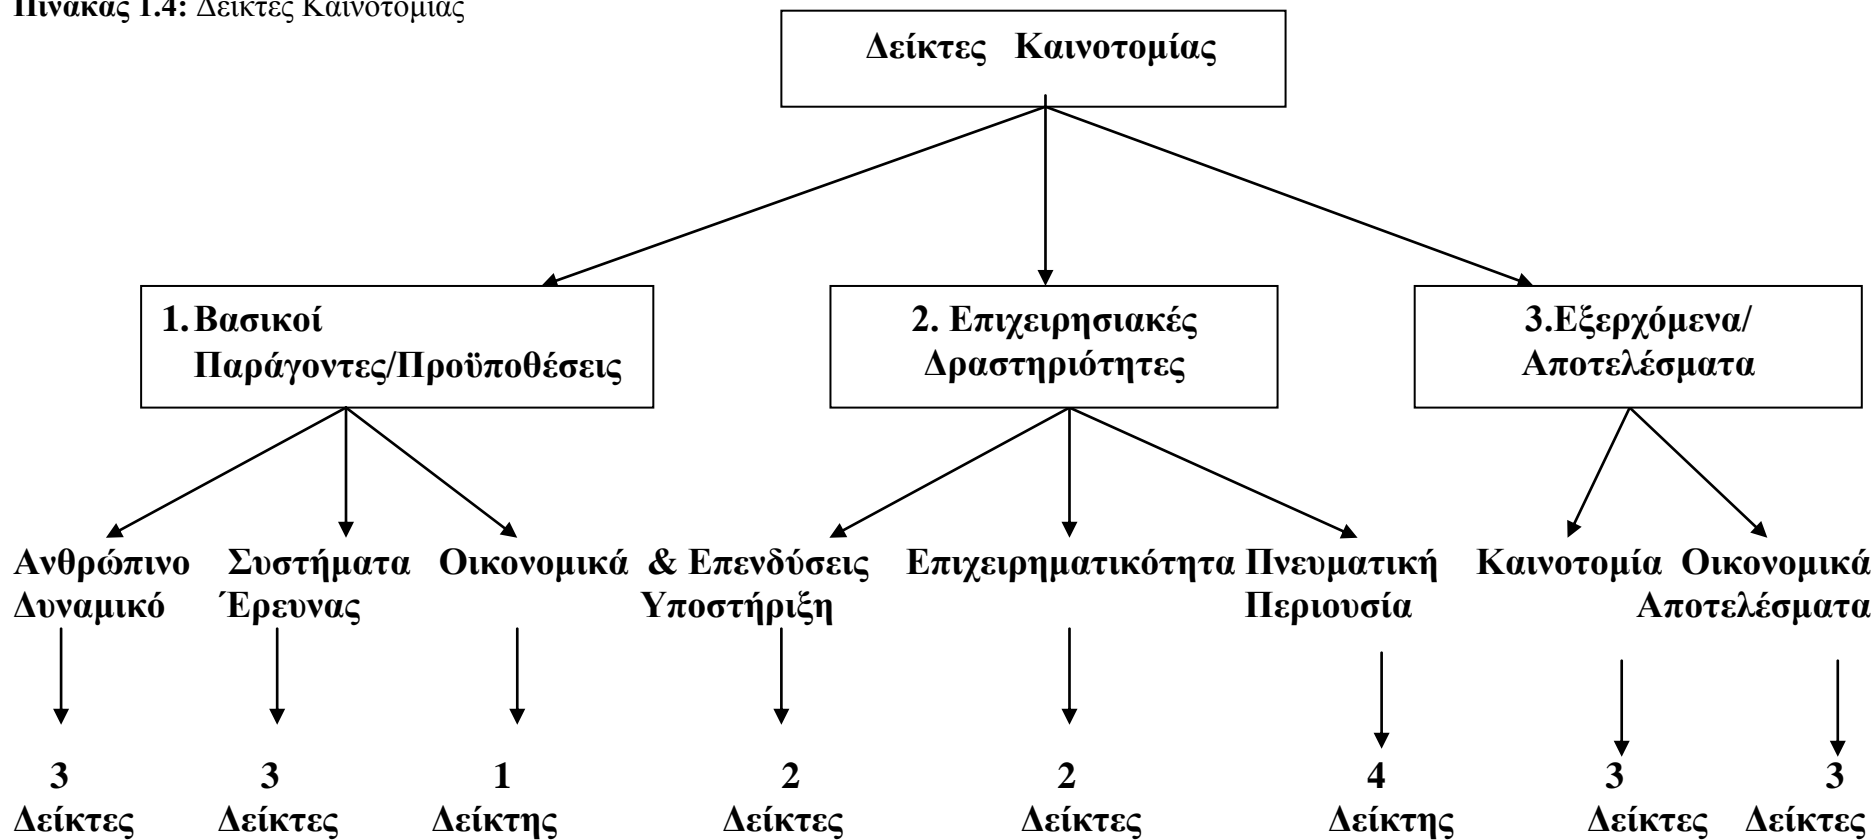 Πίνακας 1.4: Δείκτες Καινοτομίας
Δείκτες Καινοτομίας
1. Βασικοί
Παράγοντες/Προϋποθέσεις
2. Επιχειρησιακές
Δραστηριότητες
3.Εξερχόμενα/
Αποτελέσματα
Ανθρώπινο
Δυναμικό
Συστήματα
Έρευνας
Οικονομικά
& Επενδύσεις
Υποστήριξη
Επιχειρηματικότητα
Πνευματική
Περιουσία
Καινοτομία
Οικονομικά
Αποτελέσματα
3
Δείκτες
3
Δείκτες
1
Δείκτης
2
Δείκτες
2
Δείκτες
4
Δείκτης
3
Δείκτες
3
Δείκτες